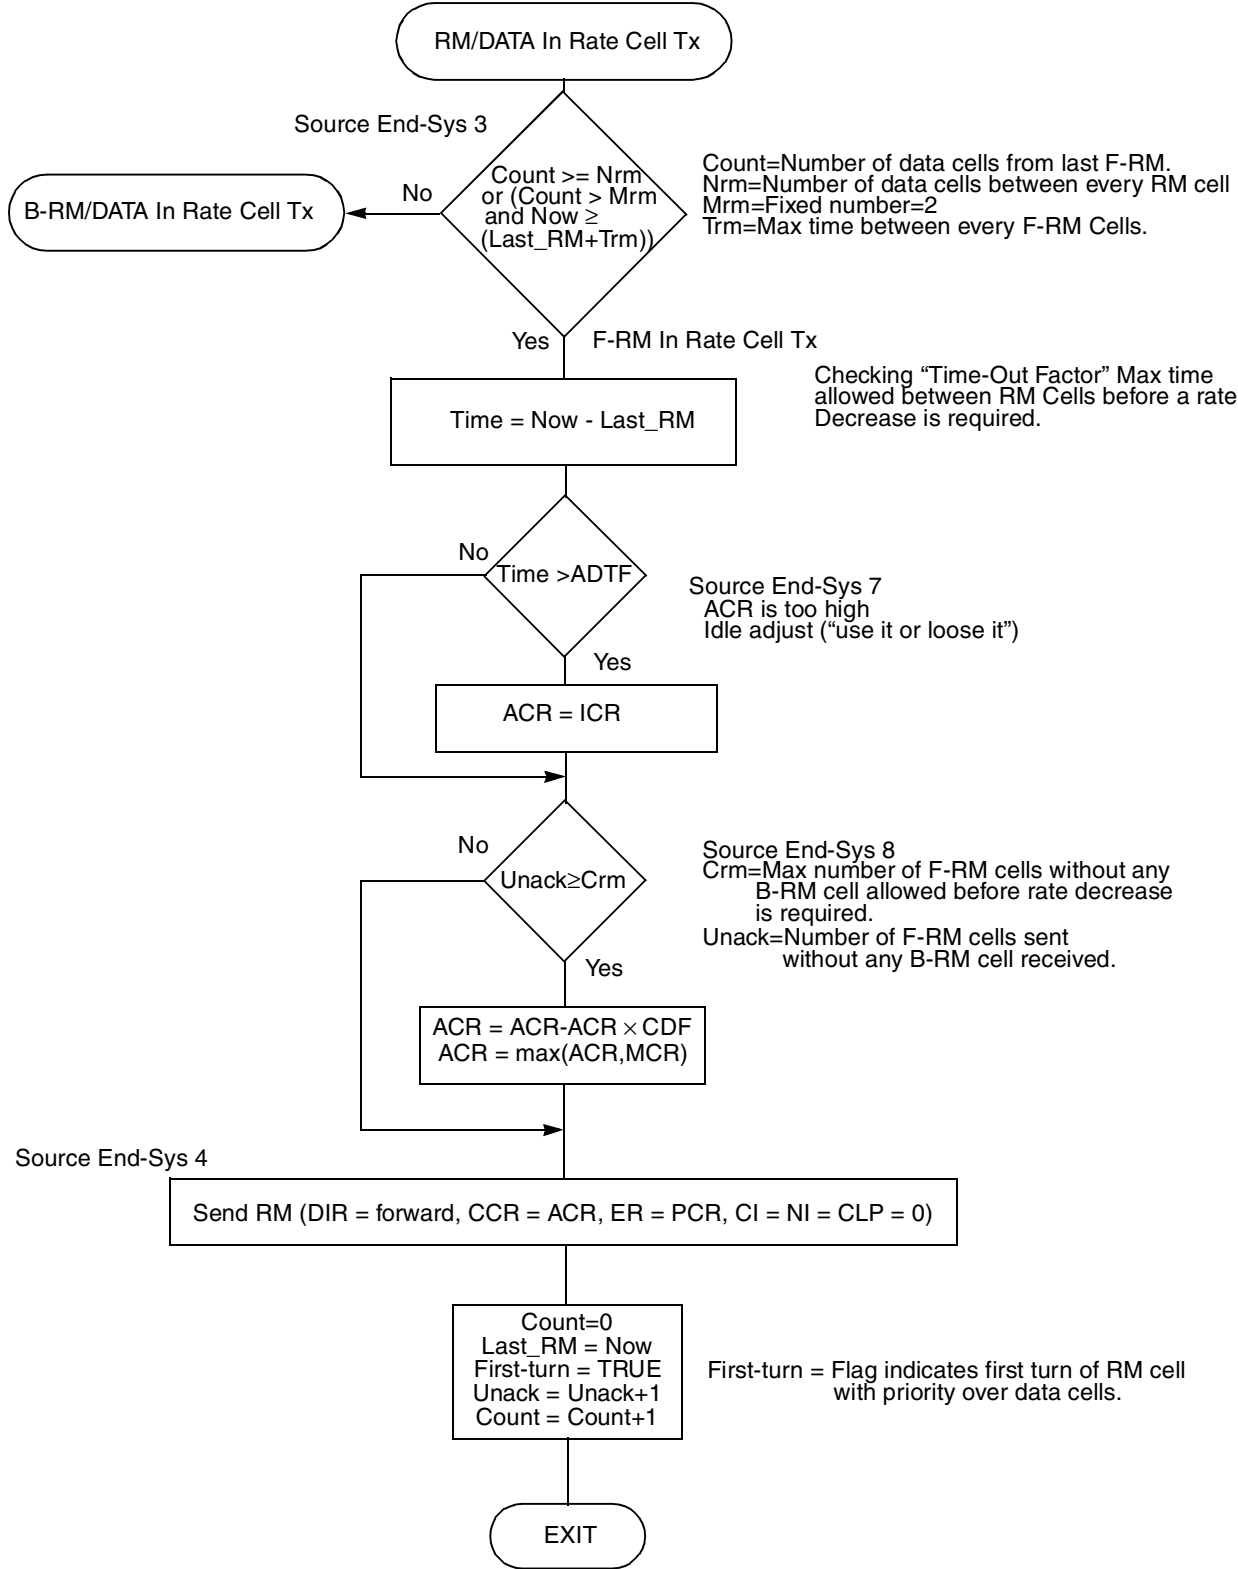 RM/DATA In Rate Cell Tx
Source End-Sys 3
Count >= Nrm
or (Count > Mrm
and Now ≥
(Last_RM+Trm))
No
B-RM/DATA In Rate Cell Tx
Count=Number of data cells from last F-RM.
Nrm=Number of data cells between every RM cell
Mrm=Fixed number=2
Trm=Max time between every F-RM Cells.
Yes
F-RM In Rate Cell Tx
Checking “Time-Out Factor” Max time
allowed between RM Cells before a rate
Decrease is required.
Time = Now - Last_RM
No
Time >ADTF
Source End-Sys 7
ACR is too high
Idle adjust (“use it or loose it”)
Yes
ACR = ICR
No
Unack≥Crm
Source End-Sys 8
Crm=Max number of F-RM cells without any
B-RM cell allowed before rate decrease
is required.
Unack=Number of F-RM cells sent
without any B-RM cell received.
Yes
ACR = ACR-ACR × CDF
ACR = max(ACR,MCR)
Source End-Sys 4
Send RM (DIR = forward, CCR = ACR, ER = PCR, CI = NI = CLP = 0)
Count=0
Last_RM = Now
First-turn = TRUE
Unack = Unack+1
Count = Count+1
First-turn = Flag indicates first turn of RM cell
with priority over data cells.
EXIT